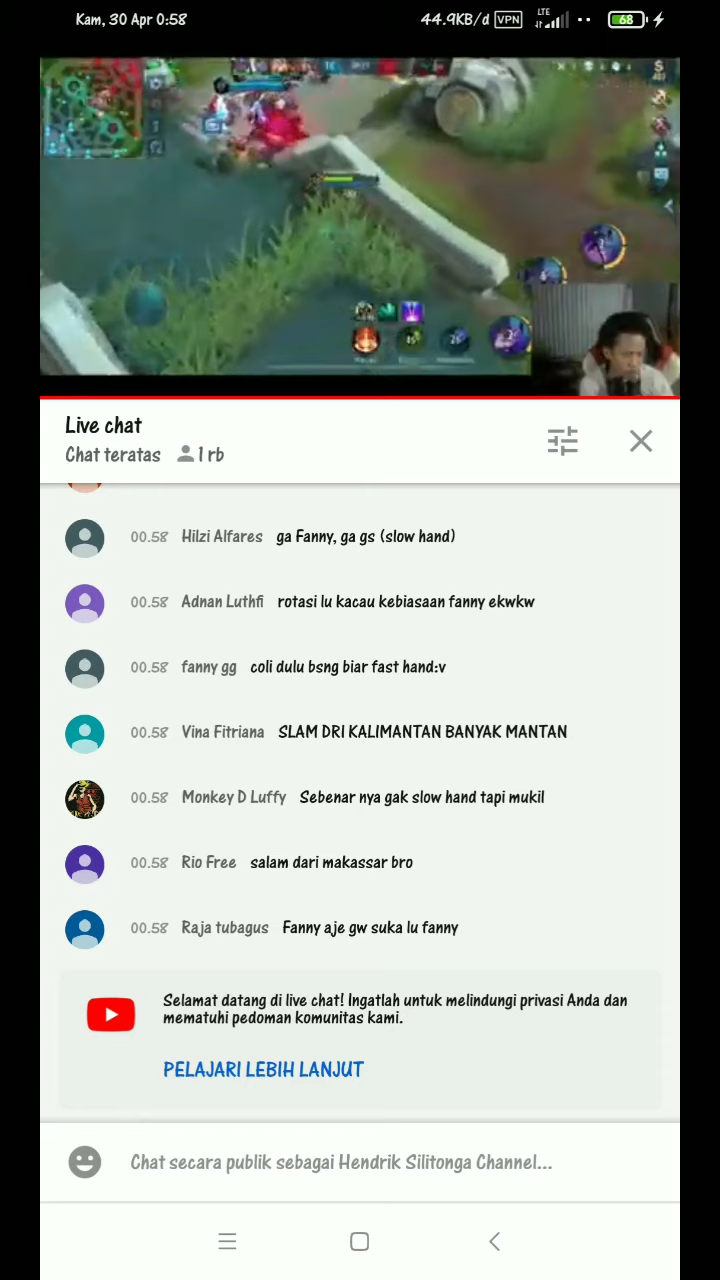 Kam, 30 Apr 0:58
44.9KB/d VPN LTE 68
Live chat
Chat teratas 1 rb
00.58 Hilzi Alfares ga Fanny, ga gs (slow hand)
00.58 Adnan Luthfi rotasi lu kacau kebiasaan fanny ekwkw
00.58 fanny gg coli dulu bsng biar fast hand:v
00.58 Vina Fitriana SLAM DRI KALIMANTAN BANYAK MANTAN
00.58 Monkey D Luffy Sebenar nya gak slow hand tapi mukil
00.58 Rio Free salam dari makassar bro
00.58 Raja tubagus Fanny aje gw suka lu fanny
Selamat datang di live chat! Ingatlah untuk melindungi privasi Anda dan
mematuhi pedoman komunitas kami.
PELAJARI LEBIH LANJUT
Chat secara publik sebagai Hendrik Silitonga Channel...